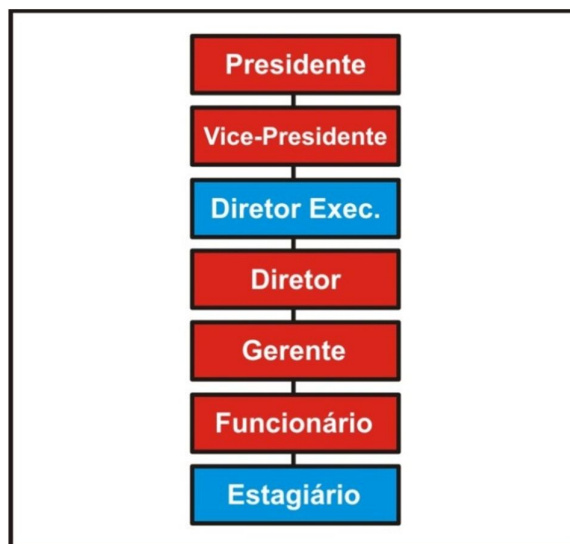 Presidente
Vice-Presidente
Diretor Exec.
Diretor
Gerente
Funcionário
Estagiário